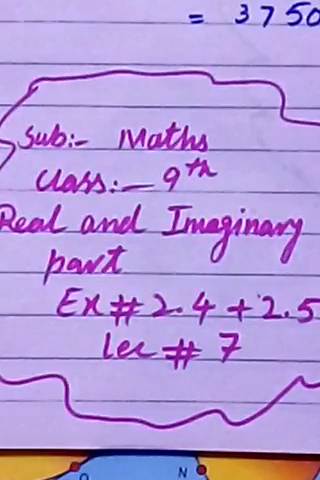 = 3750
Sub:- Maths
Class:- 9th
Real and Imaginary
part
Ex # 2.4 + 2.5
Lec # 7
N